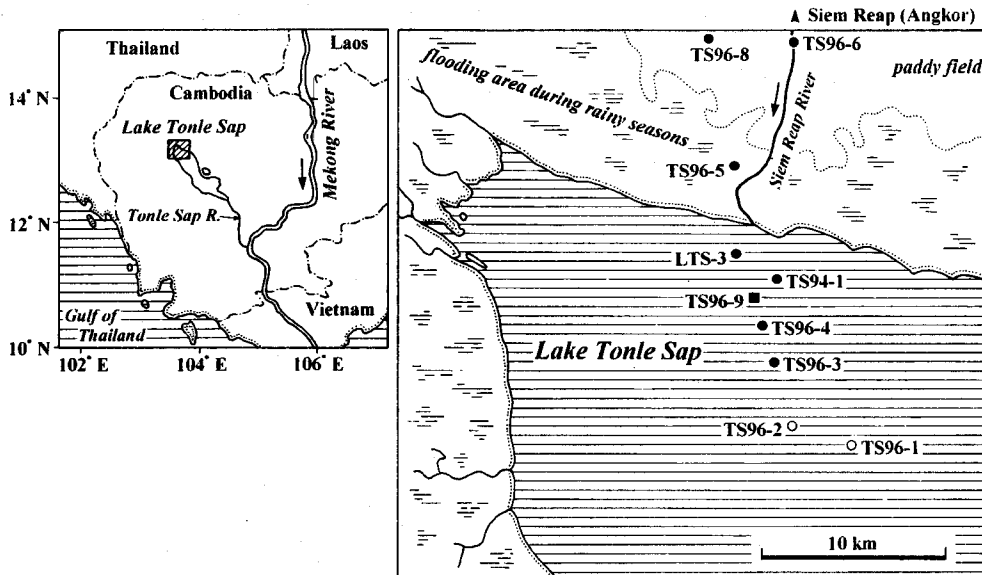 Thailand
Laos
14° N
Cambodia
Lake Tonle Sap
Mekong River
Tonle Sap R.
12° N
Vietnam
Gulf of
Thailand
10° N
102° E
104° E
106° E
Siem Reap (Angkor)
TS96-8
TS96-6
flooding area during rainy seasons
paddy field
Siem Reap River
TS96-5
LTS-3
TS94-1
TS96-9
TS96-4
Lake Tonle Sap
TS96-3
TS96-2
TS96-1
10 km